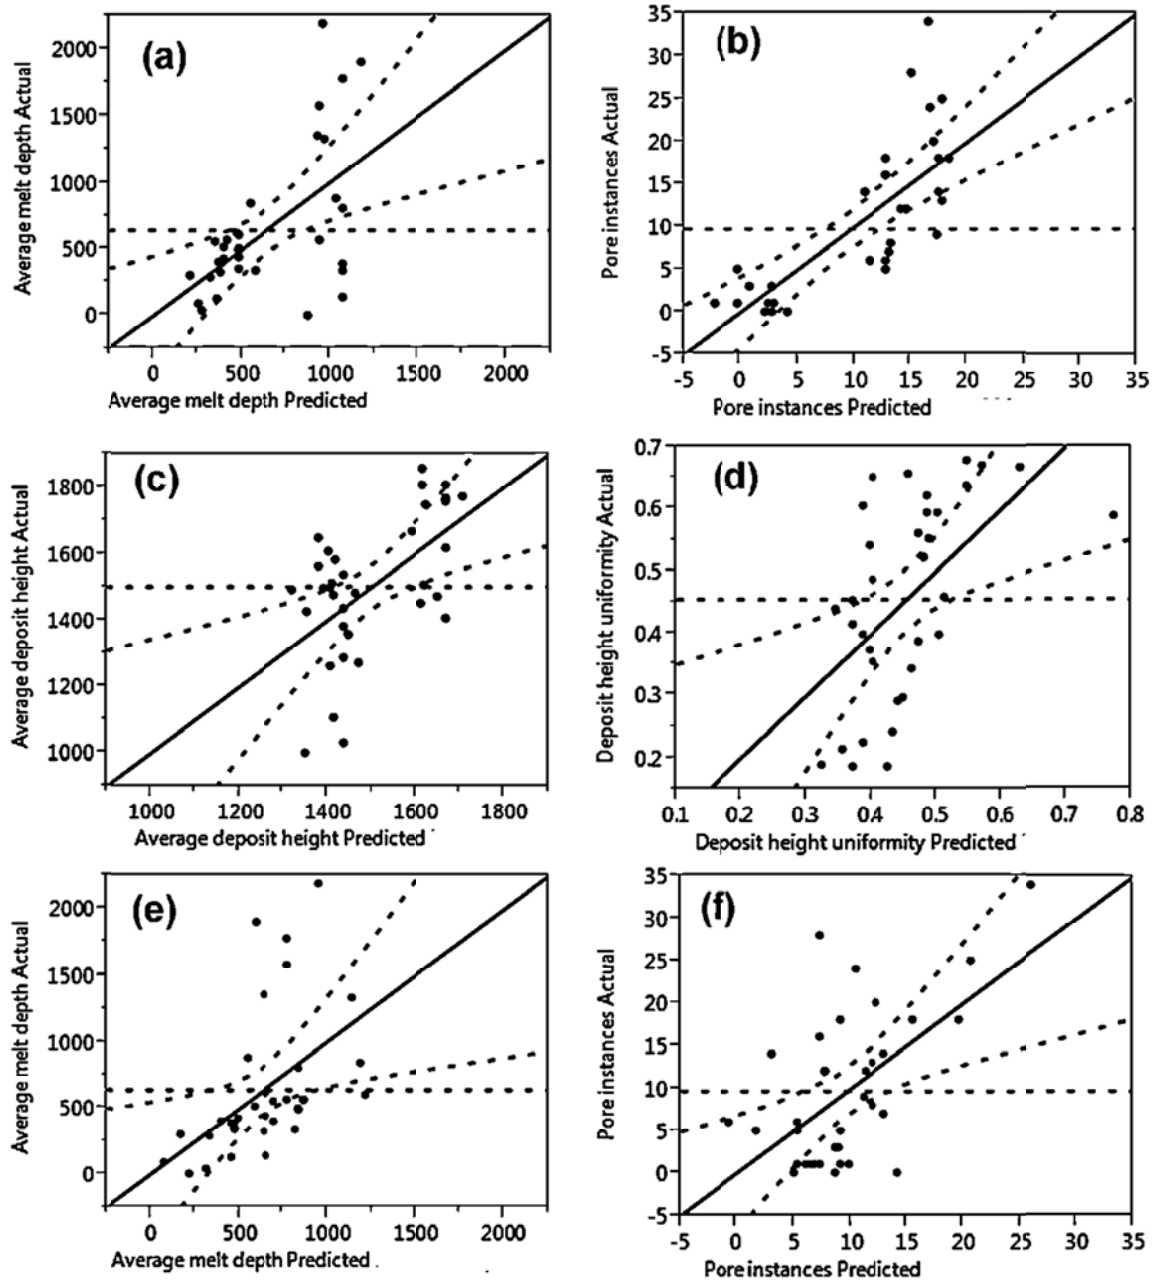 (a)
Average melt depth Actual
2000
1500
1000
500
0
0 500 1000 1500 2000
Average melt depth Predicted
(b)
Pore instances Actual
35
30
25
20
15
10
5
0
-5
-5 0 5 10 15 20 25 30 35
Pore instances Predicted
(c)
Average deposit height Actual
1800
1600
1400
1200
1000
1000 1200 1400 1600 1800
Average deposit height Predicted
(d)
Deposit height uniformity Actual
0.7
0.6
0.5
0.4
0.3
0.2
0.1 0.2 0.3 0.4 0.5 0.6 0.7 0.8
Deposit height uniformity Predicted
(e)
Average melt depth Actual
2000
1500
1000
500
0
0 500 1000 1500 2000
Average melt depth Predicted
(f)
Pore instances Actual
35
30
25
20
15
10
5
0
-5
-5 0 5 10 15 20 25 30 35
Pore instances Predicted